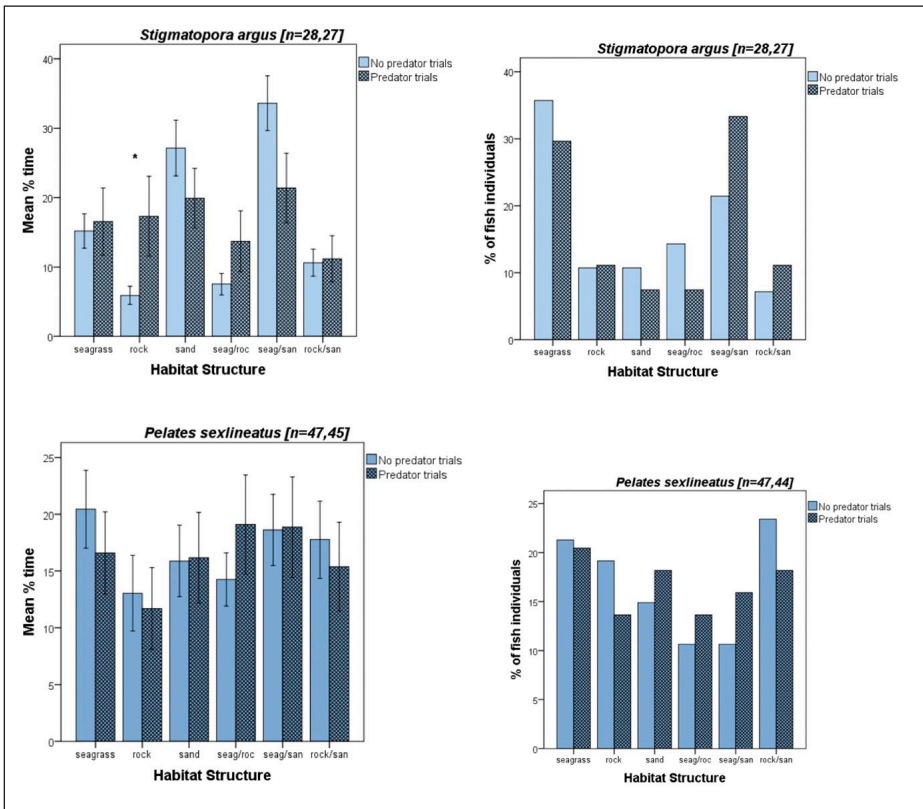 Stigmatopora argus [n=28,27]
No predator trials
Predator trials
Mean % time
40
30
20
10
0
*
seagrass rock sand seag/roc seag/san rock/san
Habitat Structure
Stigmatopora argus [n=28,27]
No predator trials
Predator trials
% of fish individuals
40
30
20
10
0
seagrass rock sand seag/roc seag/san rock/san
Habitat Structure
Pelates sexlineatus [n=47,45]
No predator trials
Predator trials
Mean % time
25
20
15
10
5
0
seagrass rock sand seag/roc seag/san rock/san
Habitat Structure
Pelates sexlineatus [n=47,44]
No predator trials
Predator trials
% of fish individuals
25
20
15
10
5
0
seagrass rock sand seag/roc seag/san rock/san
Habitat Structure